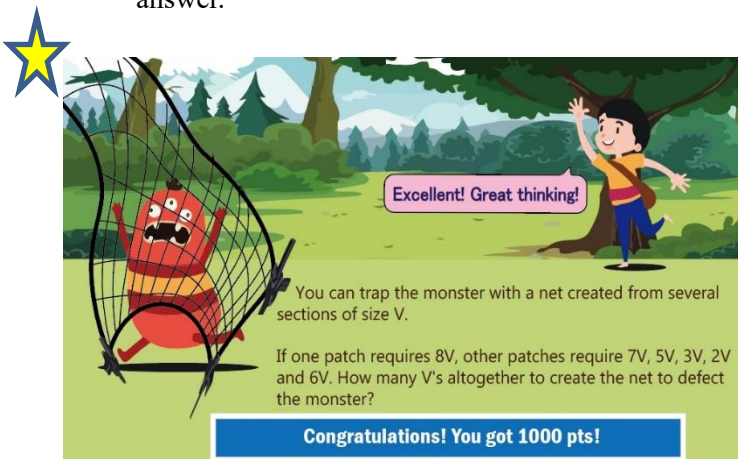 answer.
Excellent! Great thinking!
You can trap the monster with a net created from several
sections of size V.
If one patch requires 8V, other patches require 7V, 5V, 3V, 2V
and 6V. How many V's altogether to create the net to defect
the monster?
Congratulations! You got 1000 pts!